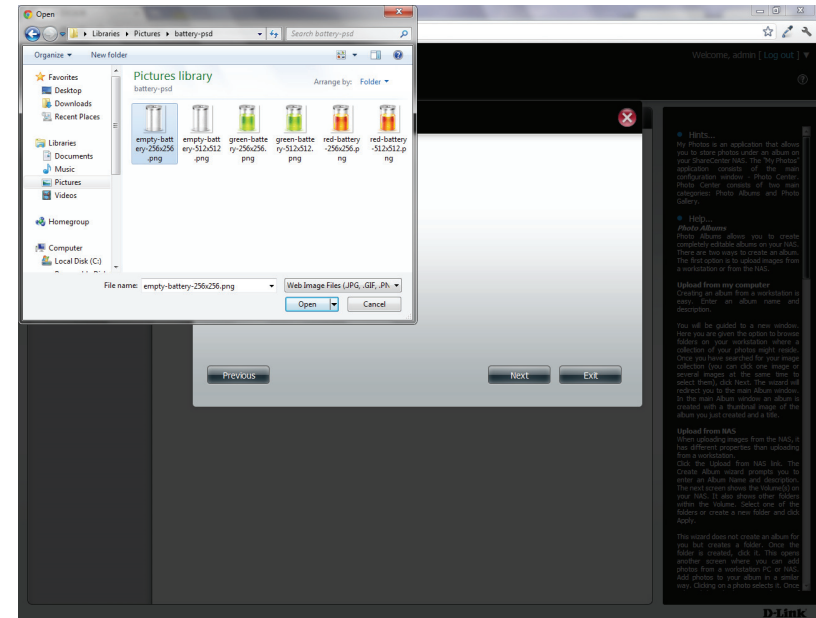 Open
Libraries ▸ Pictures ▸ battery-psd
Search battery-psd
Organize ▾ New folder
Favorites
Desktop
Downloads
Recent Places
Libraries
Documents
Music
Pictures
Videos
Homegroup
Computer
Local Disk (C:)
Pictures library
battery-psd
Arrange by: Folder ▾
empty-batt
ery-256x256
.png
empty-batt
ery-512x512
.png
green-batte
ry-256x256.
png
green-batte
ry-512x512.
png
red-battery
-256x256.p
ng
red-battery
-512x512.p
ng
File name: empty-battery-256x256.png
Web Image Files (.JPG, .GIF, .PN
Open
Cancel
Welcome, admin [ Log out ] ▼
Previous
Next
Exit
Hints...
My Photos is an application that allows
you to store photos under an album on
your ShareCenter NAS. The "My Photos"
application consists of the main
configuration window - Photo Center.
Photo Center consists of two main
categories: Photo Albums and Photo
Gallery.
Help...
Photo Albums
Photo Albums allows you to create
completely editable albums on your NAS.
There are two ways to create an album.
The first option is to upload images from
a workstation or from the NAS.
Upload from my computer
Creating an album from a workstation is
easy. Enter an album name and
description.
You will be guided to a new window.
Here you are given the option to browse
folders on your workstation where a
collection of your photos might reside.
Once you have searched for your image
collection (you can click one image or
several images at the same time to
select them), click Next. The wizard will
redirect you to the main Album window.
In the main Album window an album is
created with a thumbnail image of the
album you just created and a title.
Upload from NAS
When uploading images from the NAS, it
has different properties than uploading
from a workstation.
Click the Upload from NAS link. The
Create Album wizard prompts you to
enter an Album Name and description.
The next screen shows the Volume(s) on
your NAS. It also shows other folders
within the Volume. Select one of the
folders or create a new folder and click
Apply.
This wizard does not create an album for
you but creates a folder. Once the
folder is created, click it. This opens
another screen where you can add
photos from a workstation PC or NAS.
Add photos to your album in a similar
way. Clicking on a photo selects it. Once
D-Link